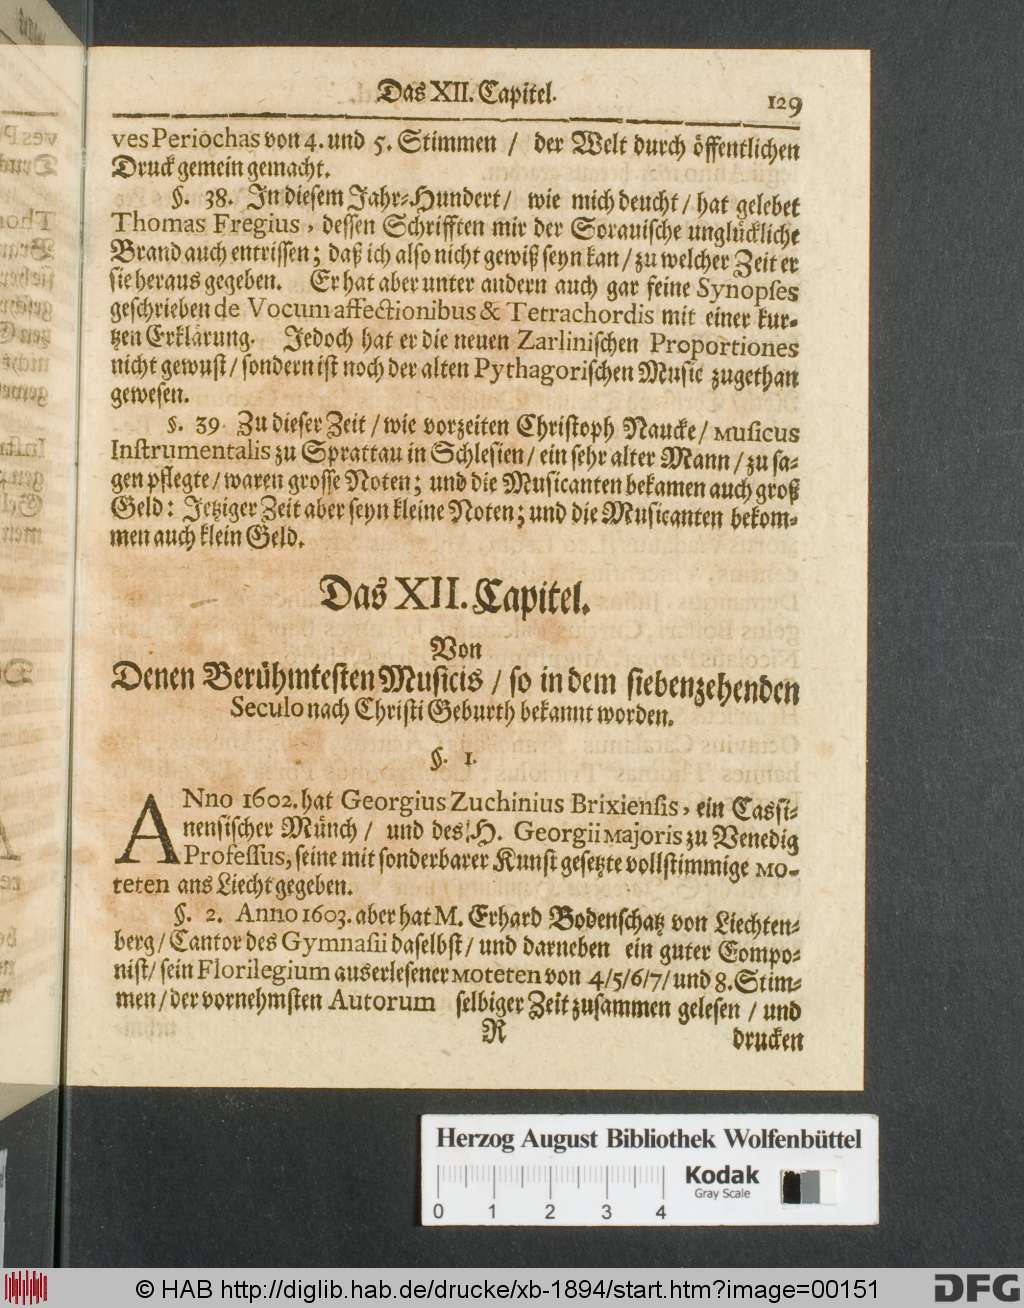 Das XII. Capitel.
129
ves Periochas von 4. und 5. Stimmen / der Welt durch öffentlichen
Druck gemein gemacht.
§. 38. In diesem Jahr-Hundert / wie mich deucht / hat gelebet
Thomas Fregius, dessen Schrifften mir der Sorauische unglückliche
Brand auch entrissen; daß ich also nicht gewiß seyn kan / zu welcher Zeit er
sie heraus gegeben. Er hat aber unter andern auch gar feine Synopses
geschrieben de Vocum affectionibus & Tetrachordis mit einer kur-
tzen Erklärung. Jedoch hat er die neuen Zarlinischen Proportiones
nicht gewust / sondern ist noch der alten Pythagorischen Music zugethan
gewesen.
§. 39. Zu dieser Zeit / wie vorzeiten Christoph Naucke / Musicus
Instrumentalis zu Sprattau in Schlesien / ein sehr alter Mann / zu sa-
gen pflegte / waren grosse Noten; und die Musicanten bekamen auch groß
Geld: Jetziger Zeit aber seyn kleine Noten; und die Musicanten bekom-
men auch klein Geld.
Das XII. Capitel.
Von
Denen Berühmtesten Musicis / so in dem siebenzehenden
Seculo nach Christi Geburth bekannt worden.
§. 1.
ANno 1602. hat Georgius Zuchinius Brixiensis, ein Cassi-
nensischer Münch / und des H. Georgii Majoris zu Venedig
Professus, seine mit sonderbarer Kunst gesetzte vollstimmige Mo-
teten ans Liecht gegeben.
§. 2. Anno 1603. aber hat M. Erhard Bodenschatz von Liechten-
berg / Cantor des Gymnasii daselbst / und darneben ein guter Compo-
nist / sein Florilegium auserlesener Moteten von 4/5/6/7/ und 8. Stim-
men / der vornehmsten Autorum selbiger Zeit zusammen gelesen / und
R
drucken
Herzog August Bibliothek Wolfenbüttel
Kodak
Gray Scale
0 1 2 3 4
© HAB http://diglib.hab.de/drucke/xb-1894/start.htm?image=00151
DFG